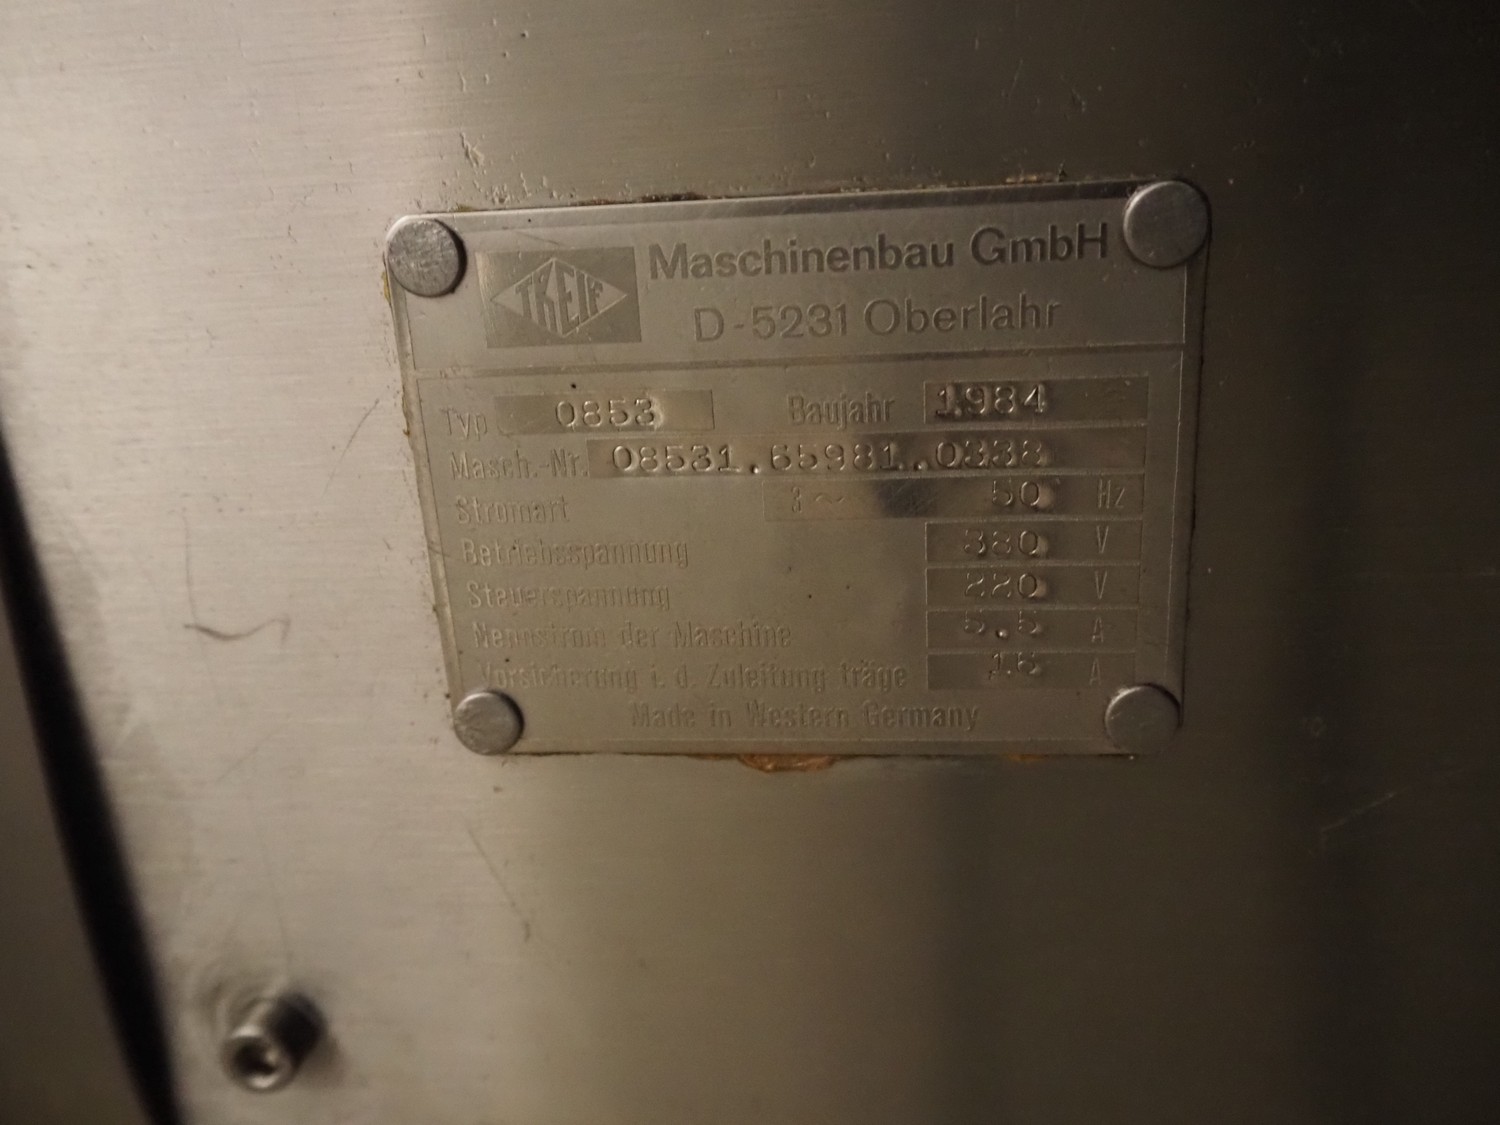 TREIF Maschinenbau GmbH
D-5231 Oberlahr
Typ 0853 Baujahr 1984
Masch.-Nr. 08531.65981.0338
Stromart 3 ~ 50 Hz
Betriebsspannung 380 V
Steuerspannung 220 V
Nennstrom der Maschine 5.5 A
Vorsicherung i. d. Zuleitung träge 16 A
Made in Western Germany